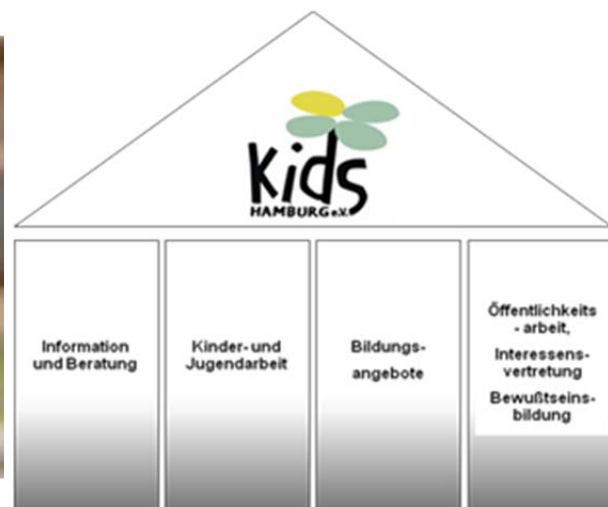 kids
HAMBURG e.V.
Information
und Beratung
Kinder- und
Jugendarbeit
Bildungs-
angebote
Öffentlichkeits
- arbeit,
Interessens-
vertretung
Bewußtseins-
bildung